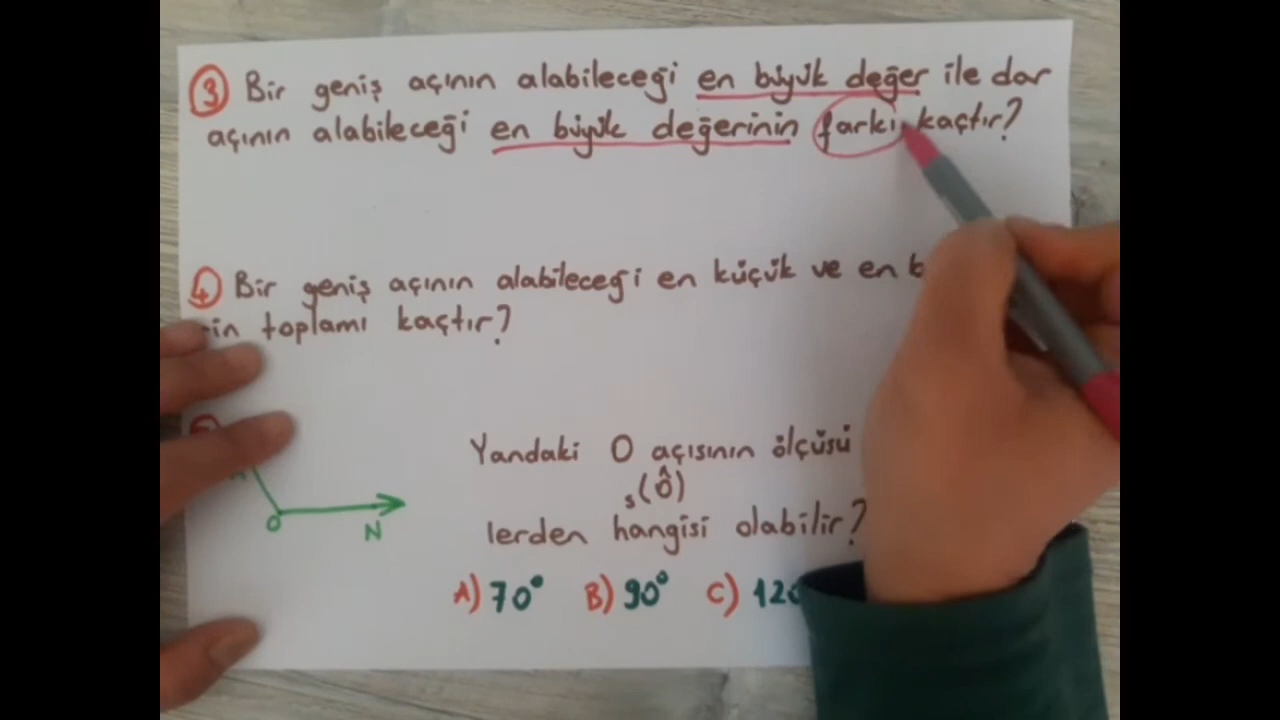 3 Bir geniş açının alabileceği en büyük değer ile dar
açının alabileceği en büyük değerinin farkı kaçtır?
4 Bir geniş açının alabileceği en küçük ve en
toplamı kaçtır?
Yandaki O açısının ölçüsü
s(Ô)
lerden hangisi olabilir?
O
N
A) 70° B) 90° C) 120